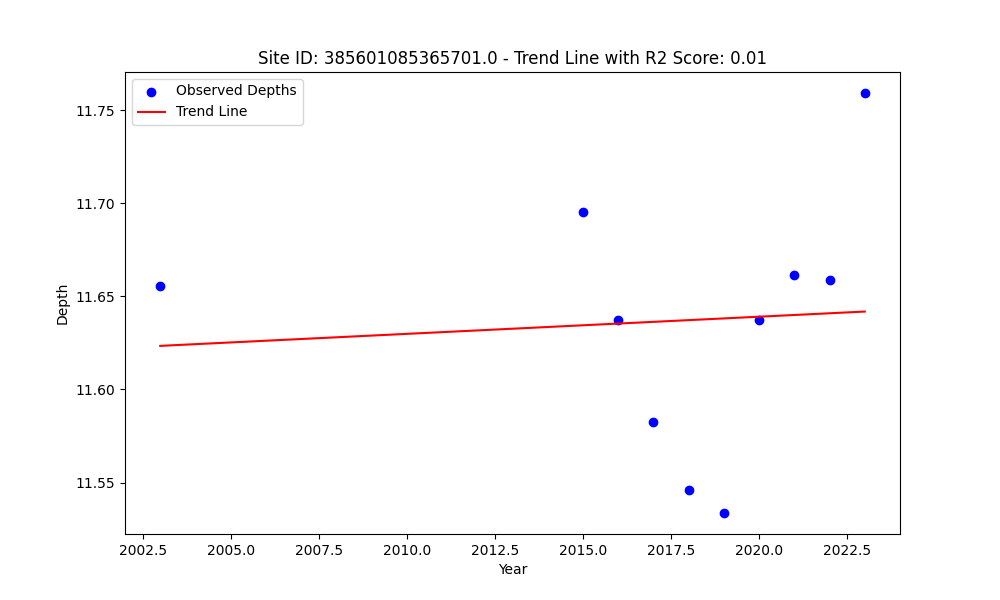 Site ID: 385601085365701.0 - Trend Line with R2 Score: 0.01
Observed Depths
Trend Line
11.75
11.70
11.65
11.60
11.55
Depth
2002.5 2005.0 2007.5 2010.0 2012.5 2015.0 2017.5 2020.0 2022.5
Year